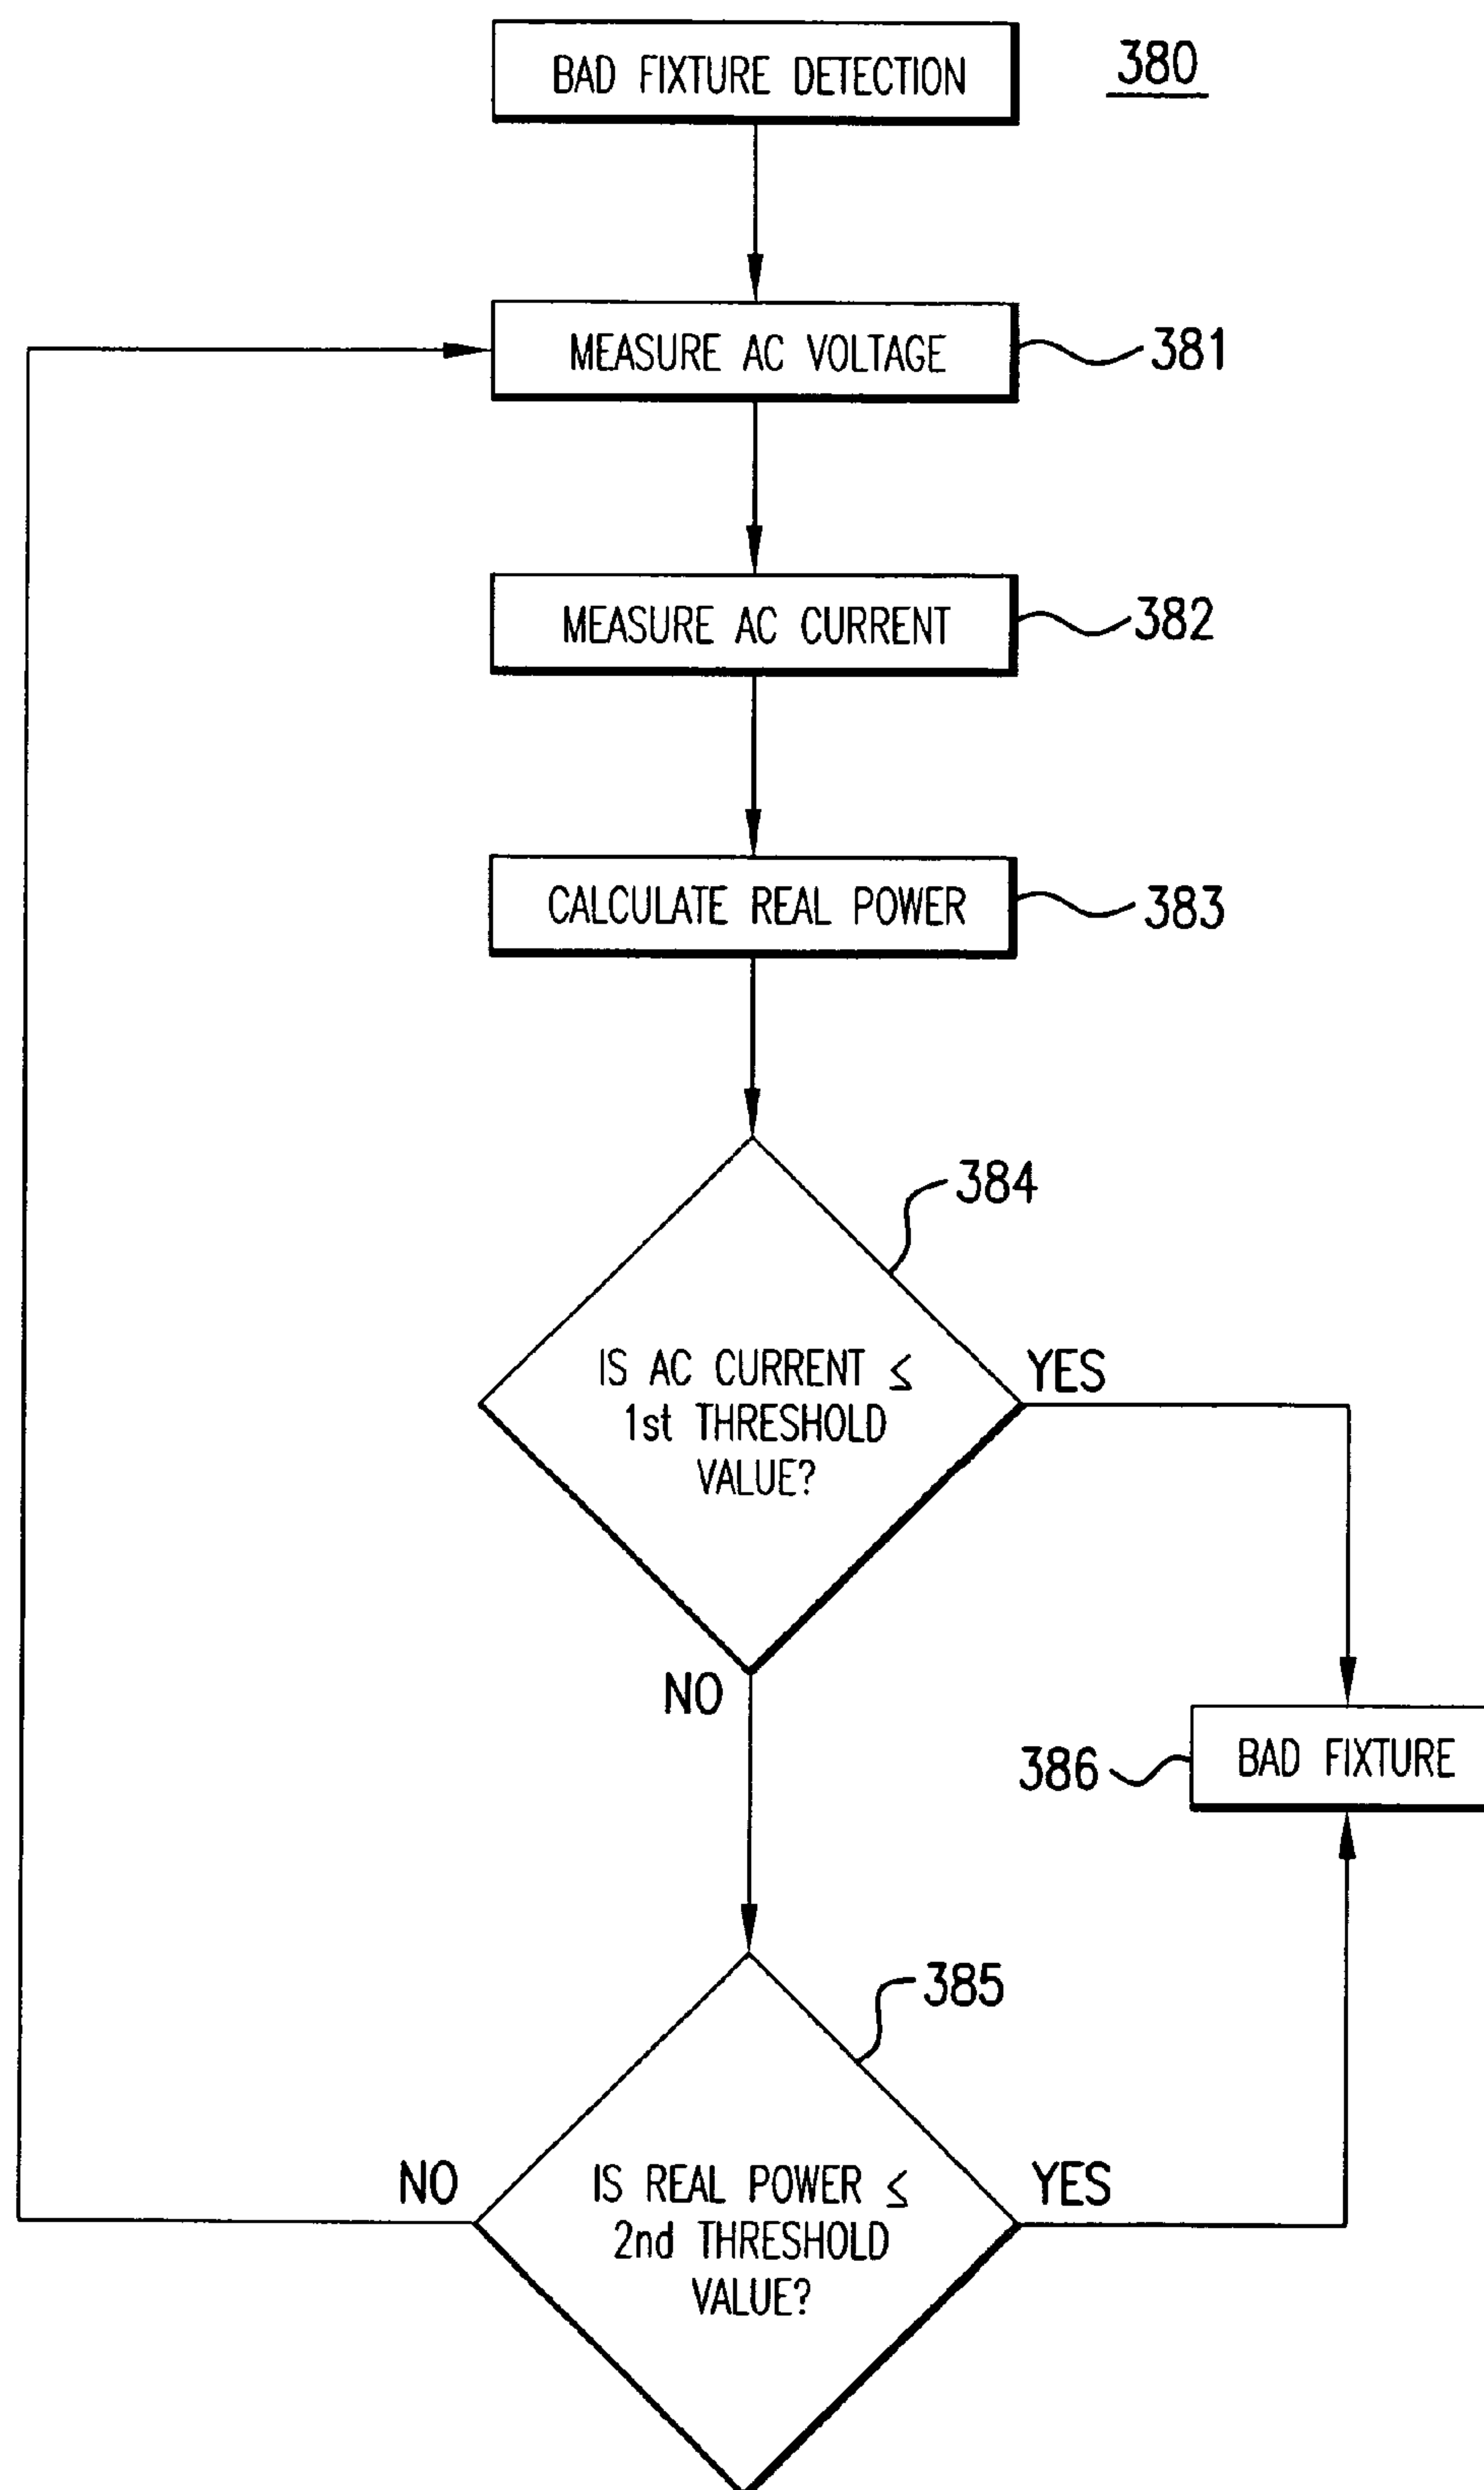 BAD FIXTURE DETECTION
380
MEASURE AC VOLTAGE
381
MEASURE AC CURRENT
382
CALCULATE REAL POWER
383
384
IS AC CURRENT ≤
1st THRESHOLD
VALUE?
YES
NO
386
BAD FIXTURE
385
NO
IS REAL POWER ≤
2nd THRESHOLD
VALUE?
YES